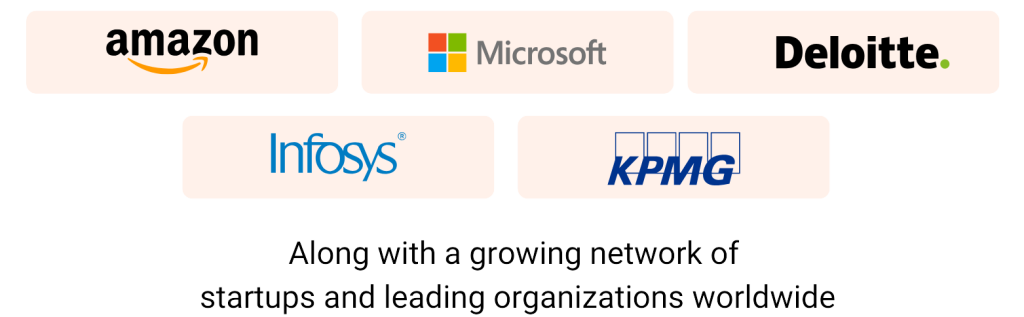 amazon
Microsoft
Deloitte.
Infosys®
KPMG
Along with a growing network of
startups and leading organizations worldwide